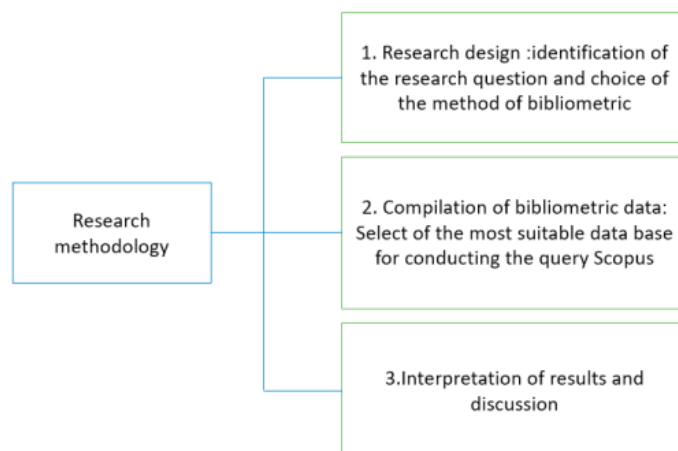 1. Research design :identification of
the research question and choice of
the method of bibliometric
Research
methodology
2. Compilation of bibliometric data:
Select of the most suitable data base
for conducting the query Scopus
3.Interpretation of results and
discussion